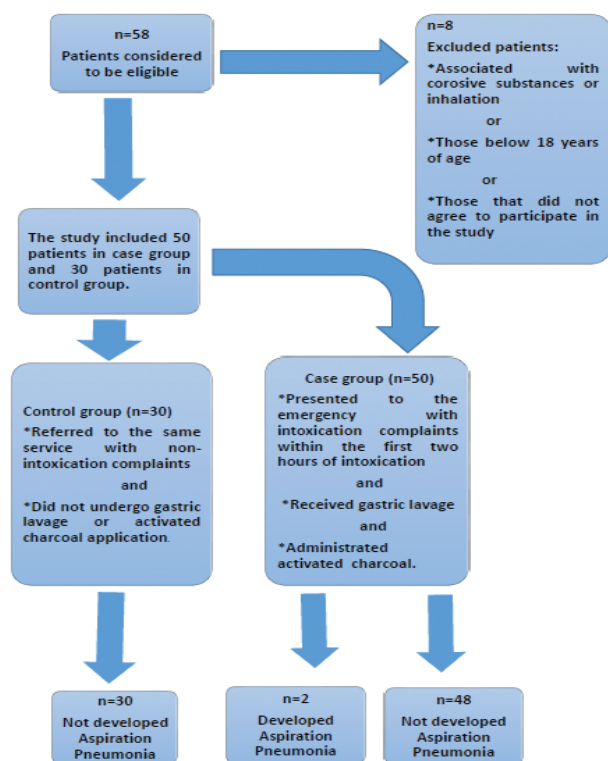 n=58
Patients considered
to be eligible
n=8
Excluded patients:
*Associated with
corosive substances or
inhalation
or
*Those below 18 years
of age
or
*Those that did not
agree to participate in
the study
The study included 50
patients in case group
and 30 patients in
control group.
Control group (n=30)
*Referred to the same
service with non-
intoxication complaints
and
*Did not undergo gastric
lavage or activated
charcoal application.
Case group (n=50)
*Presented to the
emergency with
intoxication complaints
within the first two
hours of intoxication
and
*Received gastric lavage
and
*Administrated
activated charcoal.
n=30
Not developed
Aspiration
Pneumonia
n=2
Developed
Aspiration
Pneumonia
n=48
Not developed
Aspiration
Pneumonia